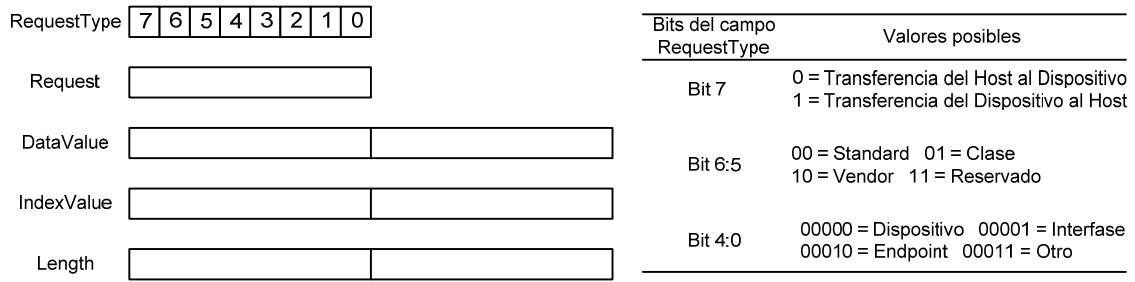 RequestType 7 6 5 4 3 2 1 0
Request
DataValue
IndexValue
Length
Bits del campo
RequestType
Valores posibles
Bit 7
0 = Transferencia del Host al Dispositivo
1 = Transferencia del Dispositivo al Host
Bit 6:5
00 = Standard 01 = Clase
10 = Vendor 11 = Reservado
Bit 4:0
00000 = Dispositivo 00001 = Interfase
00010 = Endpoint 00011 = Otro